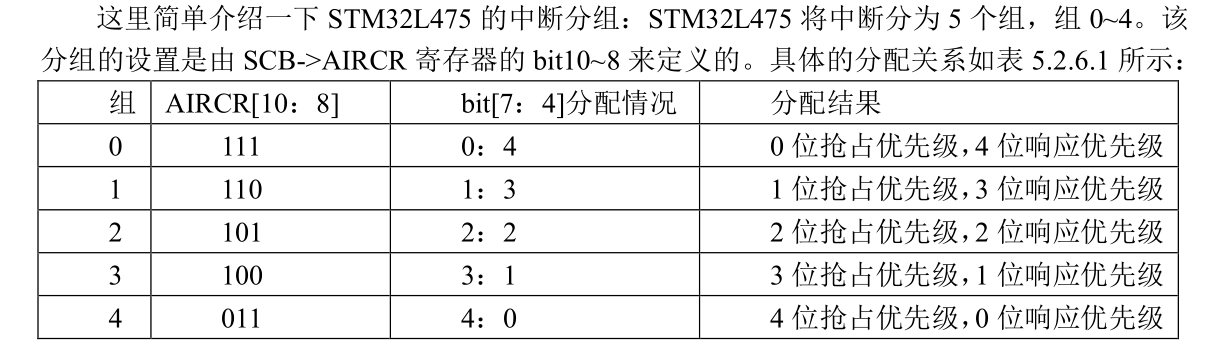 这里简单介绍一下 STM32L475 的中断分组：STM32L475 将中断分为 5 个组，组 0~4。该
分组的设置是由 SCB->AIRCR 寄存器的 bit10~8 来定义的。具体的分配关系如表 5.2.6.1 所示：
组 AIRCR[10：8] bit[7：4]分配情况 分配结果
0 111 0：4 0 位抢占优先级，4 位响应优先级
1 110 1：3 1 位抢占优先级，3 位响应优先级
2 101 2：2 2 位抢占优先级，2 位响应优先级
3 100 3：1 3 位抢占优先级，1 位响应优先级
4 011 4：0 4 位抢占优先级，0 位响应优先级